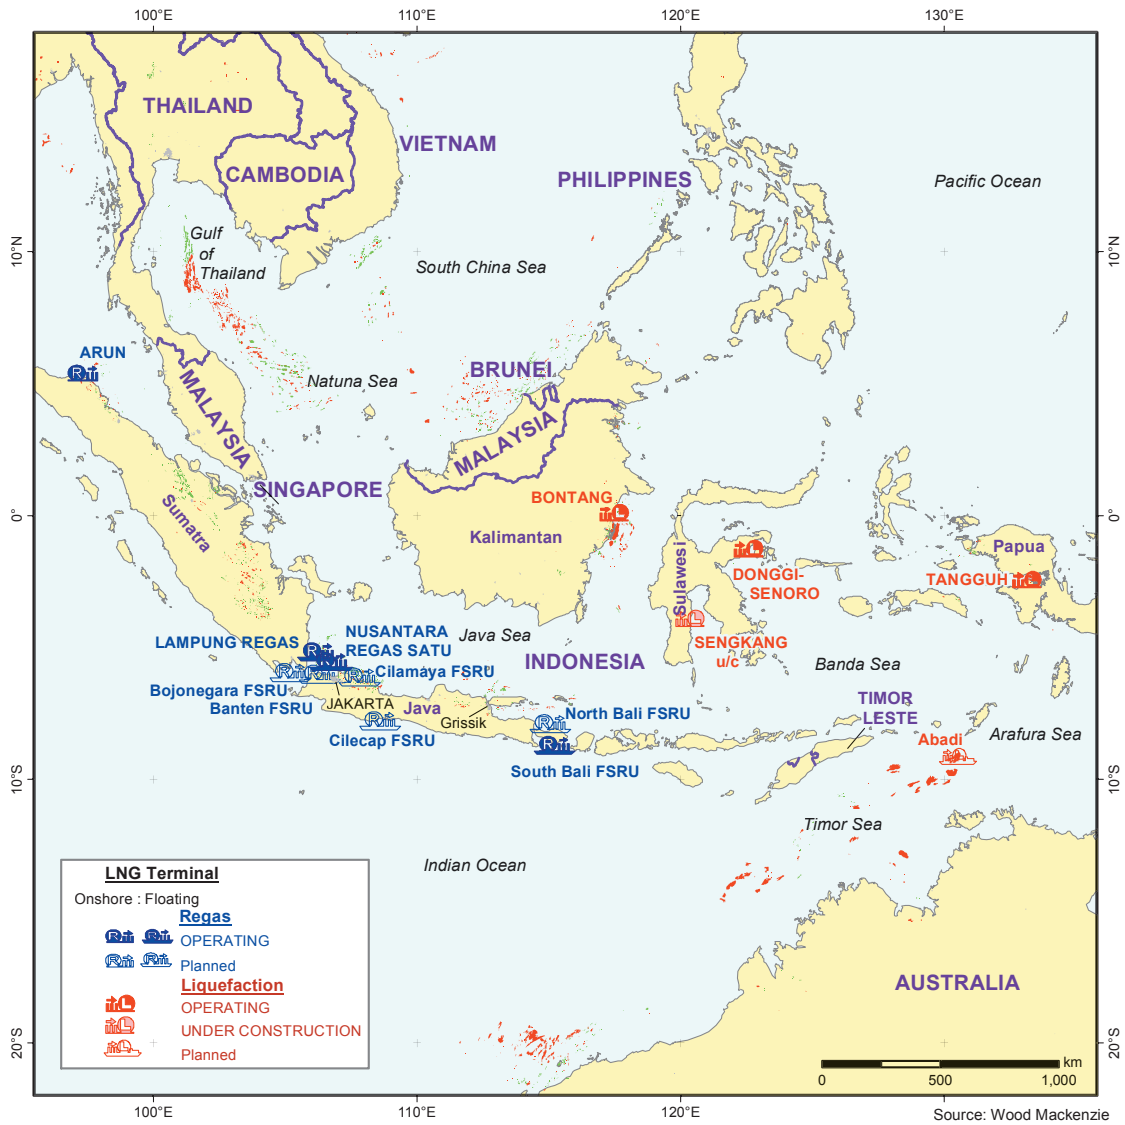 100°E 110°E 120°E 130°E
THAILAND
VIETNAM
CAMBODIA
PHILIPPINES
Pacific Ocean
Gulf
of
Thailand
10°N
10°N
South China Sea
ARUN
BRUNEI
Natuna Sea
MALAYSIA
MALAYSIA
SINGAPORE
BONTANG
Sumatra
0°
0°
Kalimantan
Papua
Sulawesi
DONGGI-
SENORO
TANGGUH
NUSANTARA
REGAS SATU
LAMPUNG REGAS
Java Sea
SENGKANG
u/c
INDONESIA
Banda Sea
Cilamaya FSRU
Bojonegara FSRU
Banten FSRU
JAKARTA
Java
Grissik
North Bali FSRU
TIMOR
LESTE
Cilecap FSRU
Abadi
Arafura Sea
South Bali FSRU
10°S
10°S
Timor Sea
Indian Ocean
LNG Terminal
Onshore : Floating
Regas
R R OPERATING
R R Planned
Liquefaction
L OPERATING
L UNDER CONSTRUCTION
L Planned
AUSTRALIA
20°S
20°S
km
0 500 1,000
100°E 110°E 120°E 130°E
Source: Wood Mackenzie